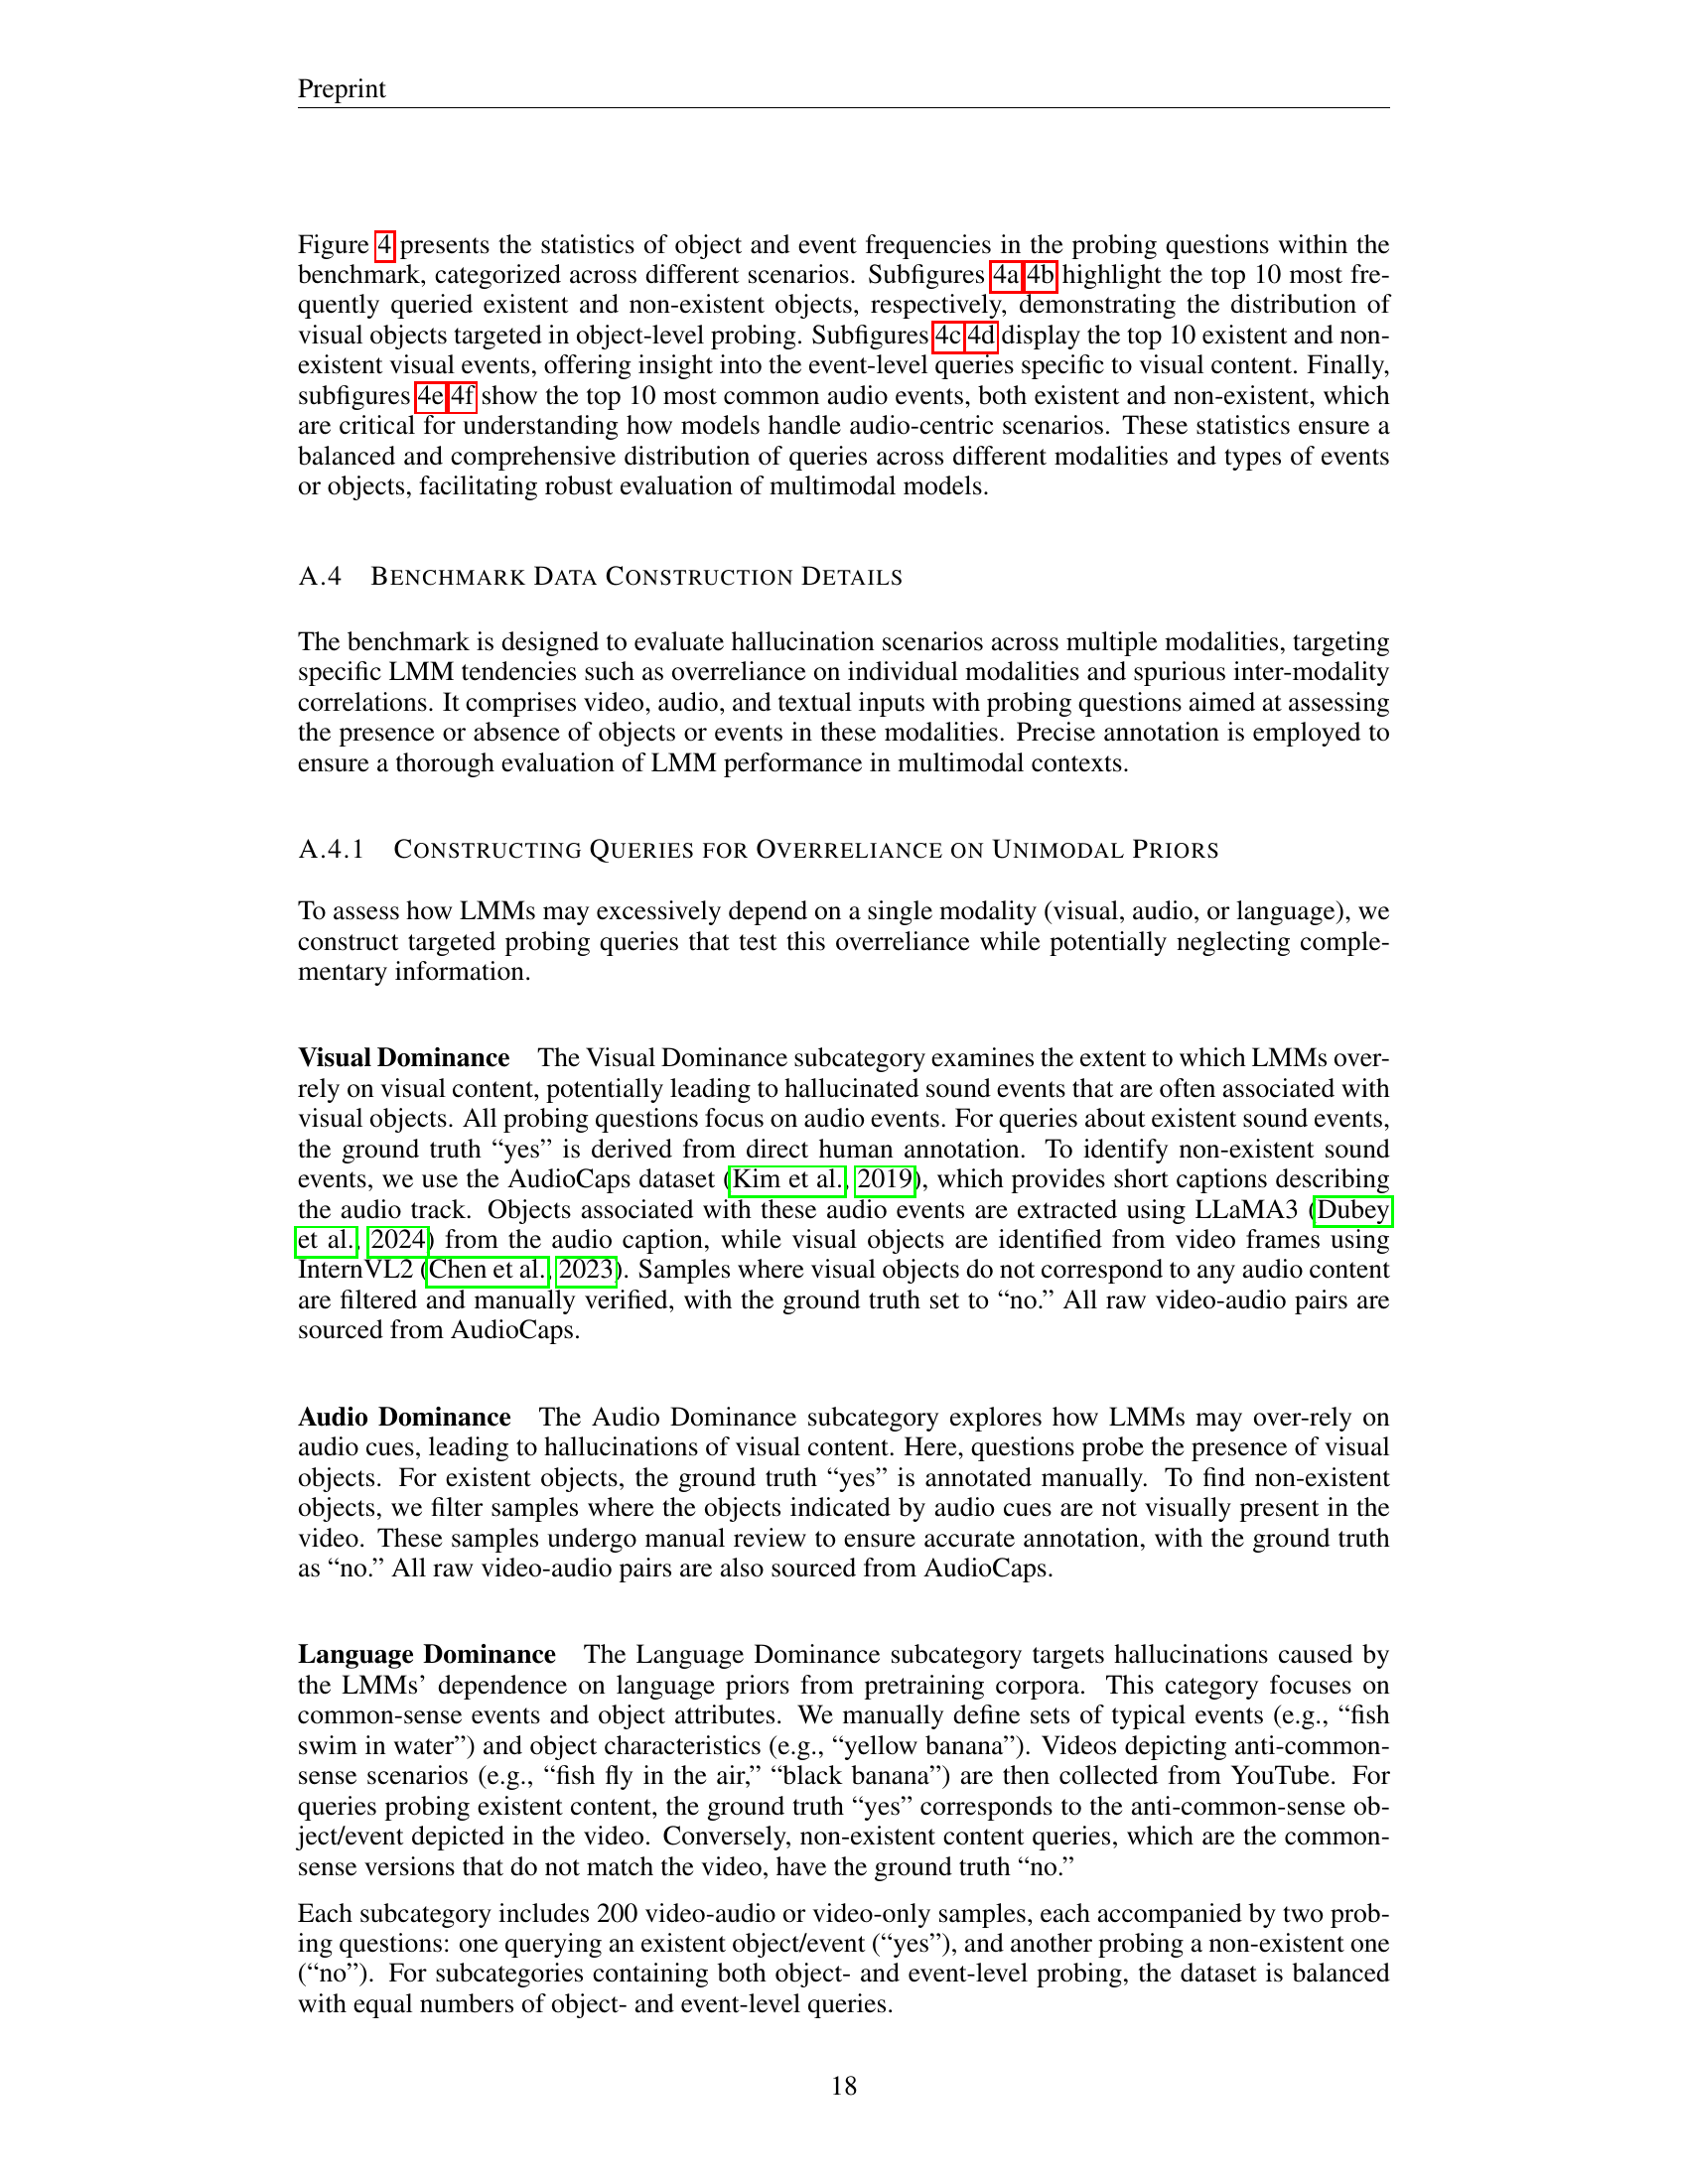 Preprint
Figure 4 presents the statistics of object and event frequencies in the probing questions within the
benchmark, categorized across different scenarios. Subfigures 4a 4b highlight the top 10 most fre-
quently queried existent and non-existent objects, respectively, demonstrating the distribution of
visual objects targeted in object-level probing. Subfigures 4c 4d display the top 10 existent and non-
existent visual events, offering insight into the event-level queries specific to visual content. Finally,
subfigures 4e 4f show the top 10 most common audio events, both existent and non-existent, which
are critical for understanding how models handle audio-centric scenarios. These statistics ensure a
balanced and comprehensive distribution of queries across different modalities and types of events
or objects, facilitating robust evaluation of multimodal models.
A.4 BENCHMARK DATA CONSTRUCTION DETAILS
The benchmark is designed to evaluate hallucination scenarios across multiple modalities, targeting
specific LMM tendencies such as overreliance on individual modalities and spurious inter-modality
correlations. It comprises video, audio, and textual inputs with probing questions aimed at assessing
the presence or absence of objects or events in these modalities. Precise annotation is employed to
ensure a thorough evaluation of LMM performance in multimodal contexts.
A.4.1 CONSTRUCTING QUERIES FOR OVERRELIANCE ON UNIMODAL PRIORS
To assess how LMMs may excessively depend on a single modality (visual, audio, or language), we
construct targeted probing queries that test this overreliance while potentially neglecting comple-
mentary information.
Visual Dominance The Visual Dominance subcategory examines the extent to which LMMs over-
rely on visual content, potentially leading to hallucinated sound events that are often associated with
visual objects. All probing questions focus on audio events. For queries about existent sound events,
the ground truth “yes” is derived from direct human annotation. To identify non-existent sound
events, we use the AudioCaps dataset (Kim et al., 2019), which provides short captions describing
the audio track. Objects associated with these audio events are extracted using LLaMA3 (Dubey
et al., 2024) from the audio caption, while visual objects are identified from video frames using
InternVL2 (Chen et al., 2023). Samples where visual objects do not correspond to any audio content
are filtered and manually verified, with the ground truth set to “no.” All raw video-audio pairs are
sourced from AudioCaps.
Audio Dominance The Audio Dominance subcategory explores how LMMs may over-rely on
audio cues, leading to hallucinations of visual content. Here, questions probe the presence of visual
objects. For existent objects, the ground truth “yes” is annotated manually. To find non-existent
objects, we filter samples where the objects indicated by audio cues are not visually present in the
video. These samples undergo manual review to ensure accurate annotation, with the ground truth
as “no.” All raw video-audio pairs are also sourced from AudioCaps.
Language Dominance The Language Dominance subcategory targets hallucinations caused by
the LMMs’ dependence on language priors from pretraining corpora. This category focuses on
common-sense events and object attributes. We manually define sets of typical events (e.g., “fish
swim in water”) and object characteristics (e.g., “yellow banana”). Videos depicting anti-common-
sense scenarios (e.g., “fish fly in the air,” “black banana”) are then collected from YouTube. For
queries probing existent content, the ground truth “yes” corresponds to the anti-common-sense ob-
ject/event depicted in the video. Conversely, non-existent content queries, which are the common-
sense versions that do not match the video, have the ground truth “no.”
Each subcategory includes 200 video-audio or video-only samples, each accompanied by two prob-
ing questions: one querying an existent object/event (“yes”), and another probing a non-existent one
(“no”). For subcategories containing both object- and event-level probing, the dataset is balanced
with equal numbers of object- and event-level queries.
18